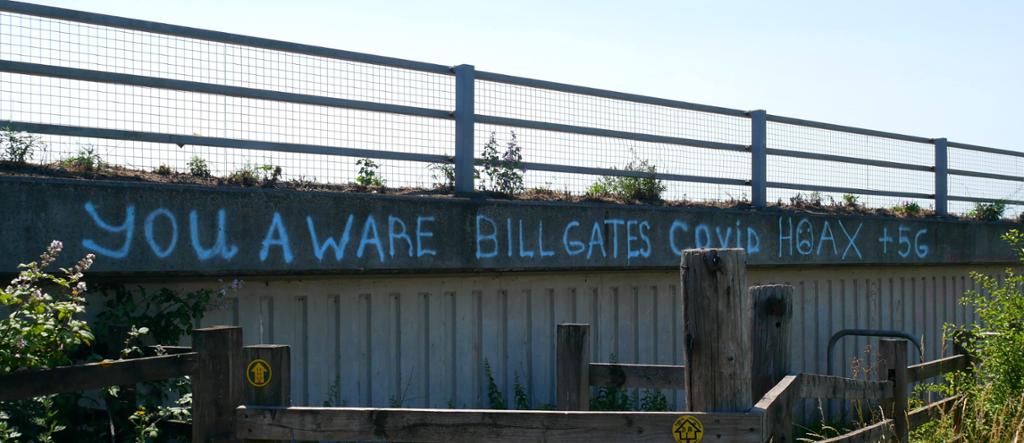 YOU AWARE BILL GATES COViD HOAX +5G